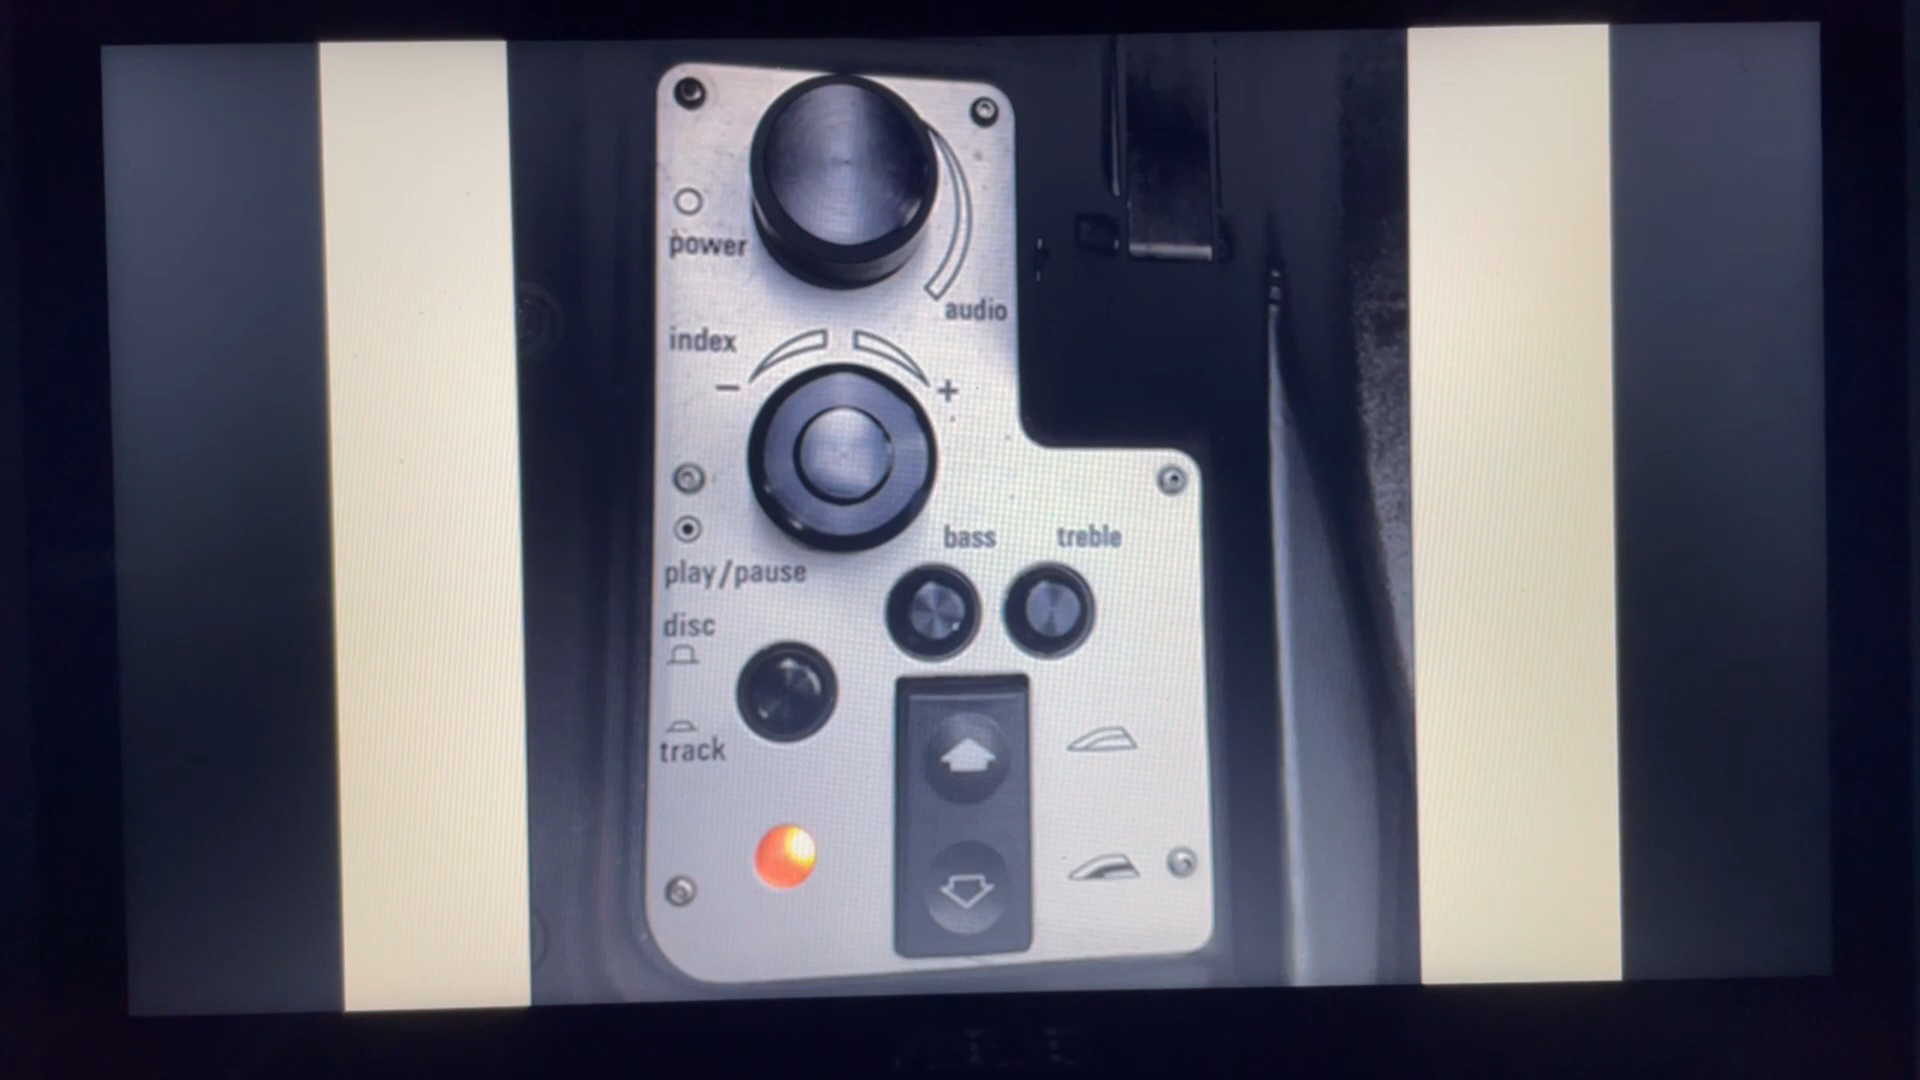 power
audio
index
- +
bass treble
play/pause
disc
track